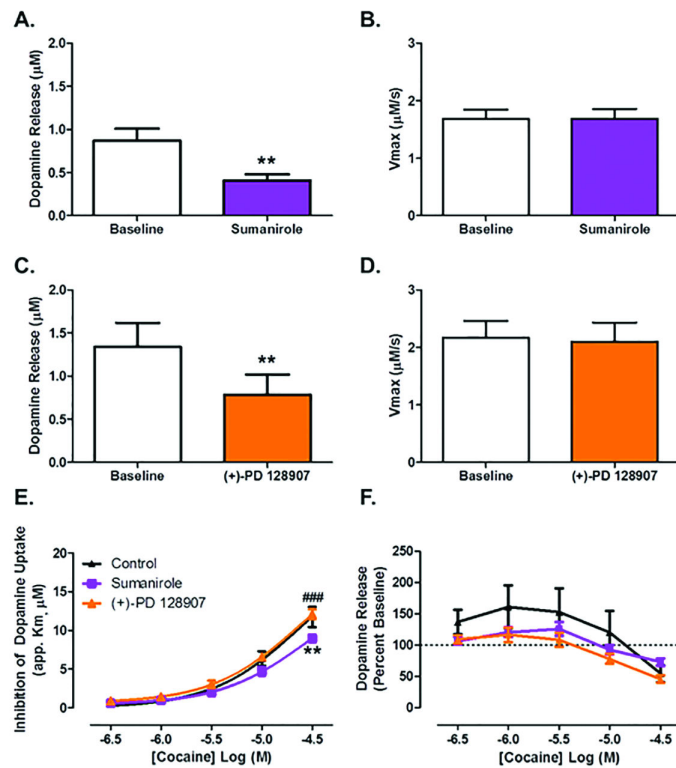 A.
Dopamine Release (µM)
2.0
1.5
1.0
0.5
0.0
**
Baseline
Sumanirole
B.
Vmax (µM/s)
3
2
1
0
Baseline
Sumanirole
C.
Dopamine Release (µM)
2.0
1.5
1.0
0.5
0.0
**
Baseline
(+)-PD 128907
D.
Vmax (µM/s)
3
2
1
0
Baseline
(+)-PD 128907
E.
Inhibition of Dopamine Uptake
(app. Km, µM)
20
15
10
5
0
Control
Sumanirole
(+)-PD 128907
###
**
-6.5 -6.0 -5.5 -5.0 -4.5
[Cocaine] Log (M)
F.
Dopamine Release
(Percent Baseline)
250
200
150
100
50
0
-6.5 -6.0 -5.5 -5.0 -4.5
[Cocaine] Log (M)